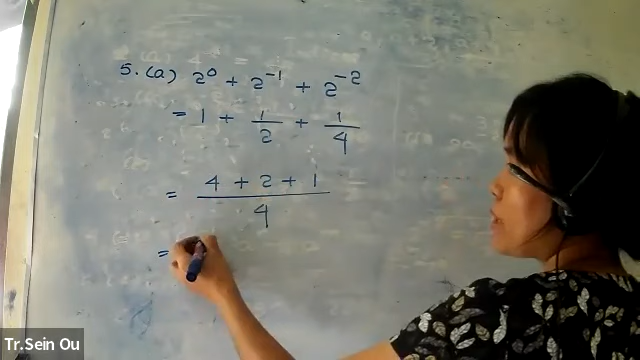 5. (a) 2⁰ + 2⁻¹ + 2⁻²
= 1 + 1/2 + 1/4
= (4 + 2 + 1)/4
=
Tr.Sein Ou